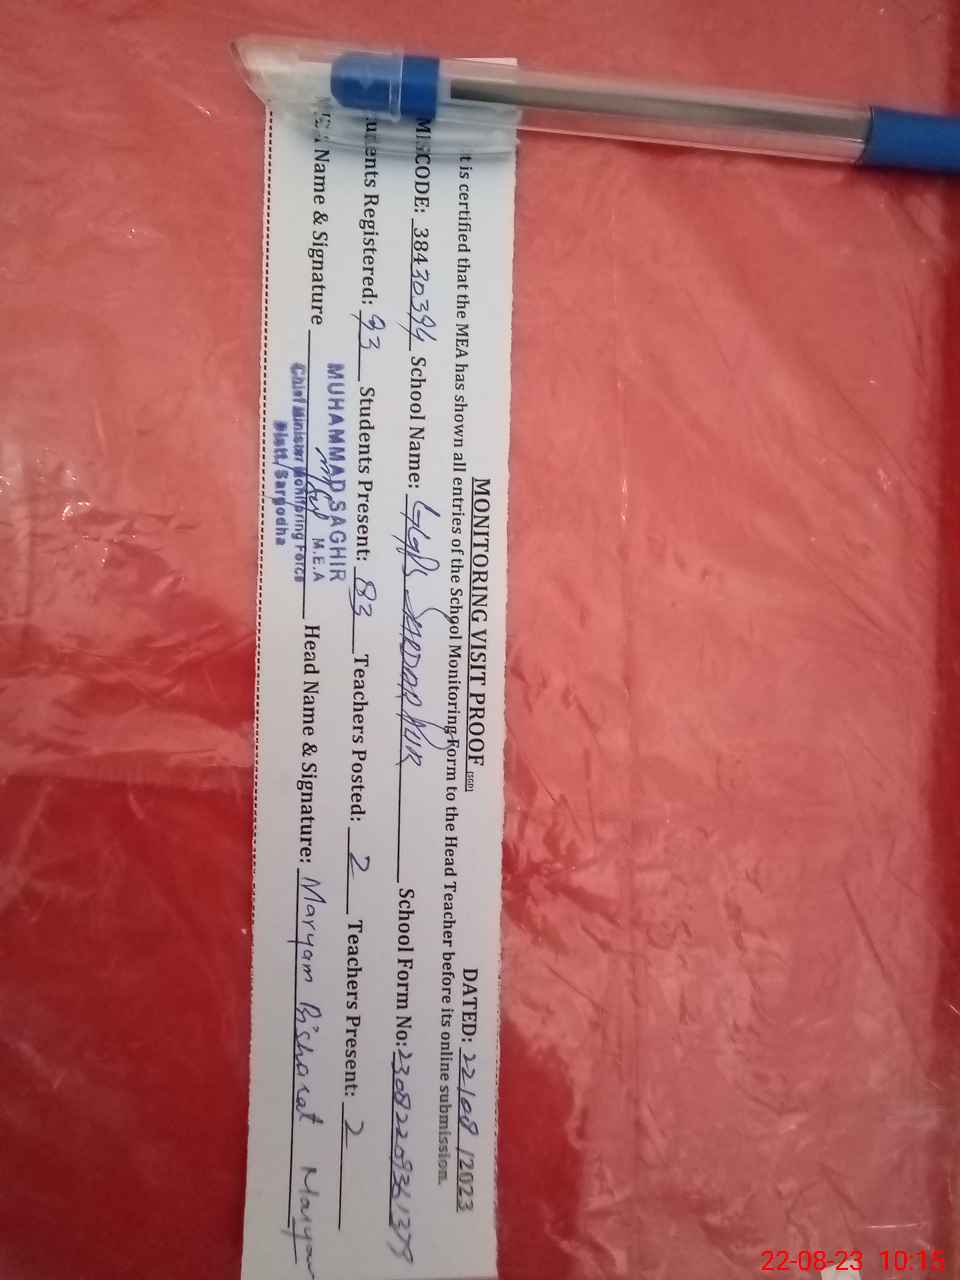 MONITORING VISIT PROOF (SGD) DATED: 22/08/2023
t is certified that the MEA has shown all entries of the School Monitoring Form to the Head Teacher before its online submission.
MISCODE: 38430394 School Name: GGPS SARDAR PUR School Form No: 23082209361379
udents Registered: 93 Students Present: 83 Teachers Posted: 2 Teachers Present: 2
Name & Signature Head Name & Signature: Maryam Bisharat Maryam
MUHAMMAD SAGHIR
M.E.A
Chief Minister Monitoring Force
Distt. Sargodha
22-08-23 10:15